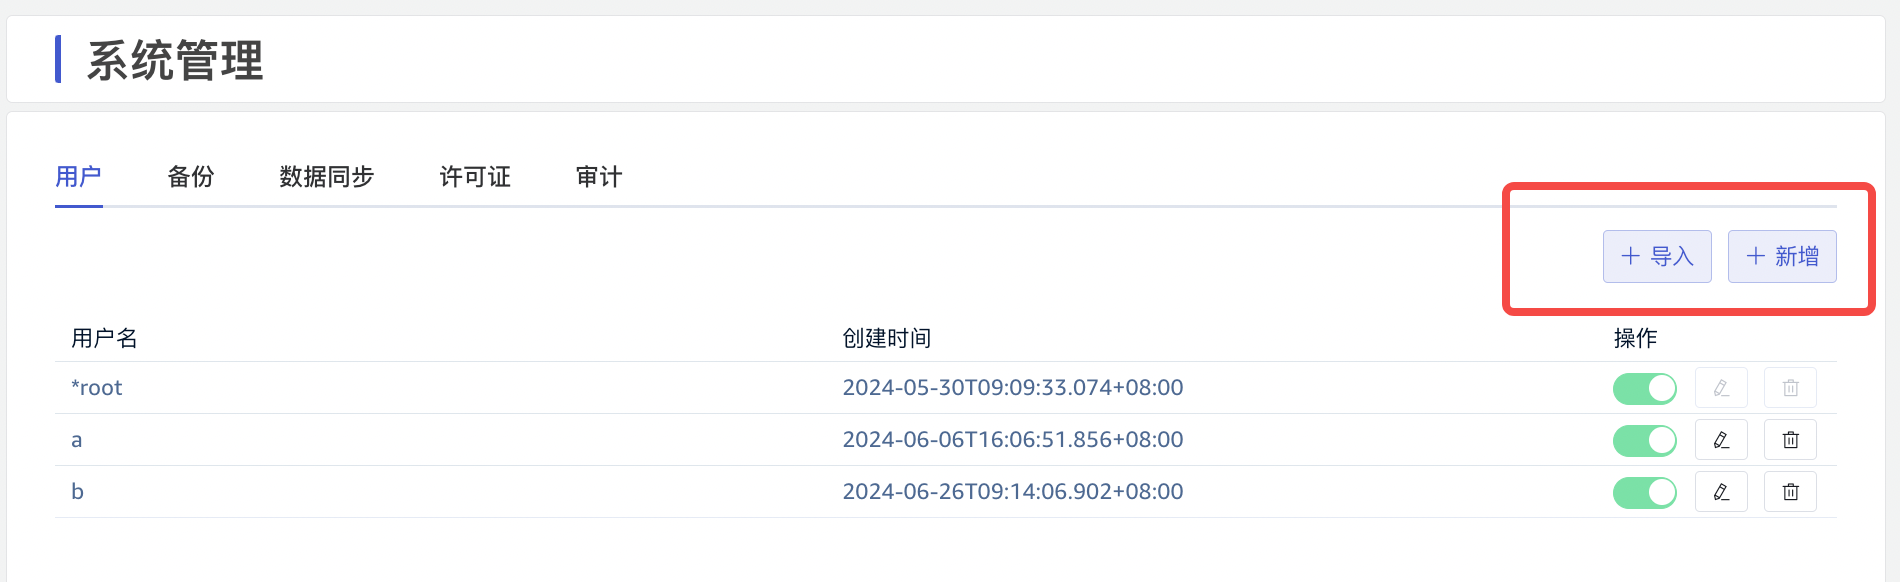 系统管理
用户 备份 数据同步 许可证 审计
导入 新增
用户名 创建时间 操作
*root 2024-05-30T09:09:33.074+08:00
a 2024-06-06T16:06:51.856+08:00
b 2024-06-26T09:14:06.902+08:00